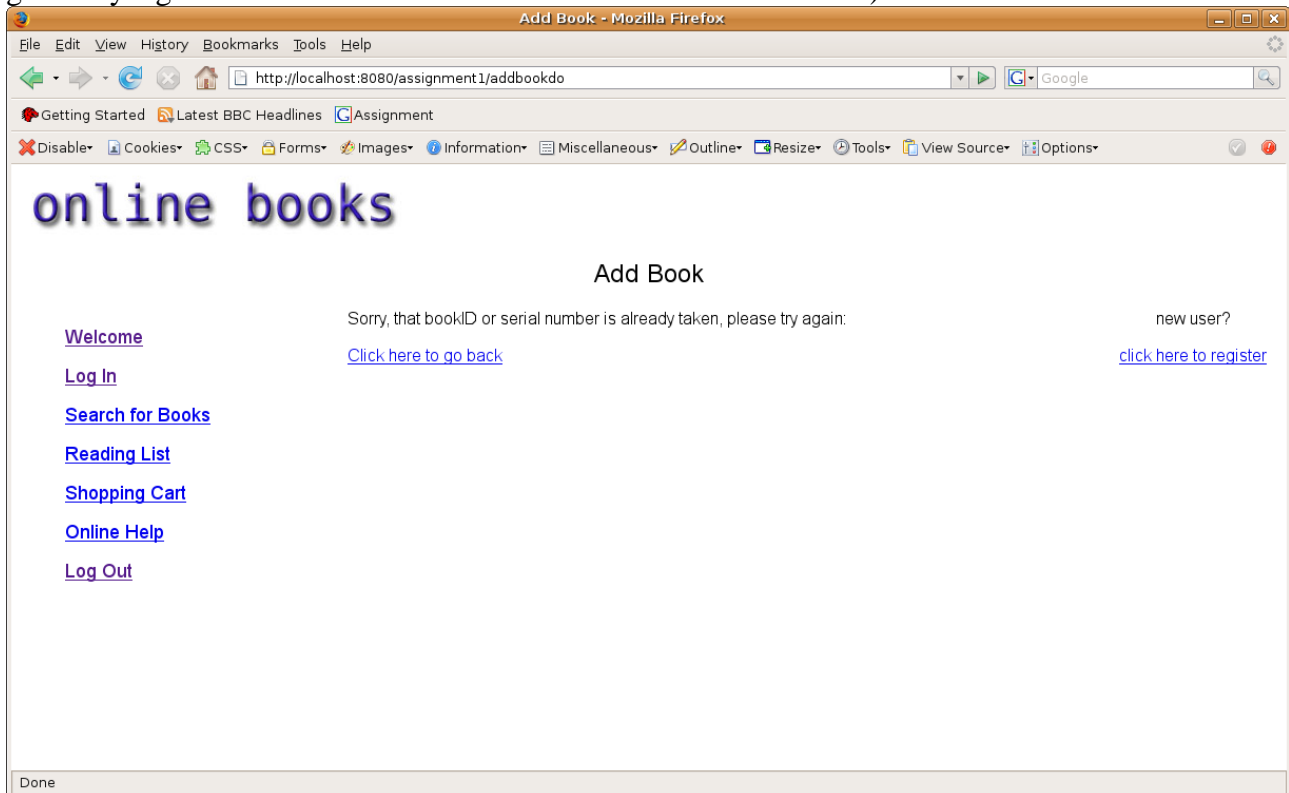 Add Book - Mozilla Firefox
File Edit View History Bookmarks Tools Help
http://localhost:8080/assignment1/addbookdo G Google
Getting Started Latest BBC Headlines Assignment
Disable Cookies CSS Forms Images Information Miscellaneous Outline Resize Tools View Source Options
online books
Add Book
Sorry, that bookID or serial number is already taken, please try again:
Click here to go back
new user?
click here to register
Welcome
Log In
Search for Books
Reading List
Shopping Cart
Online Help
Log Out
Done